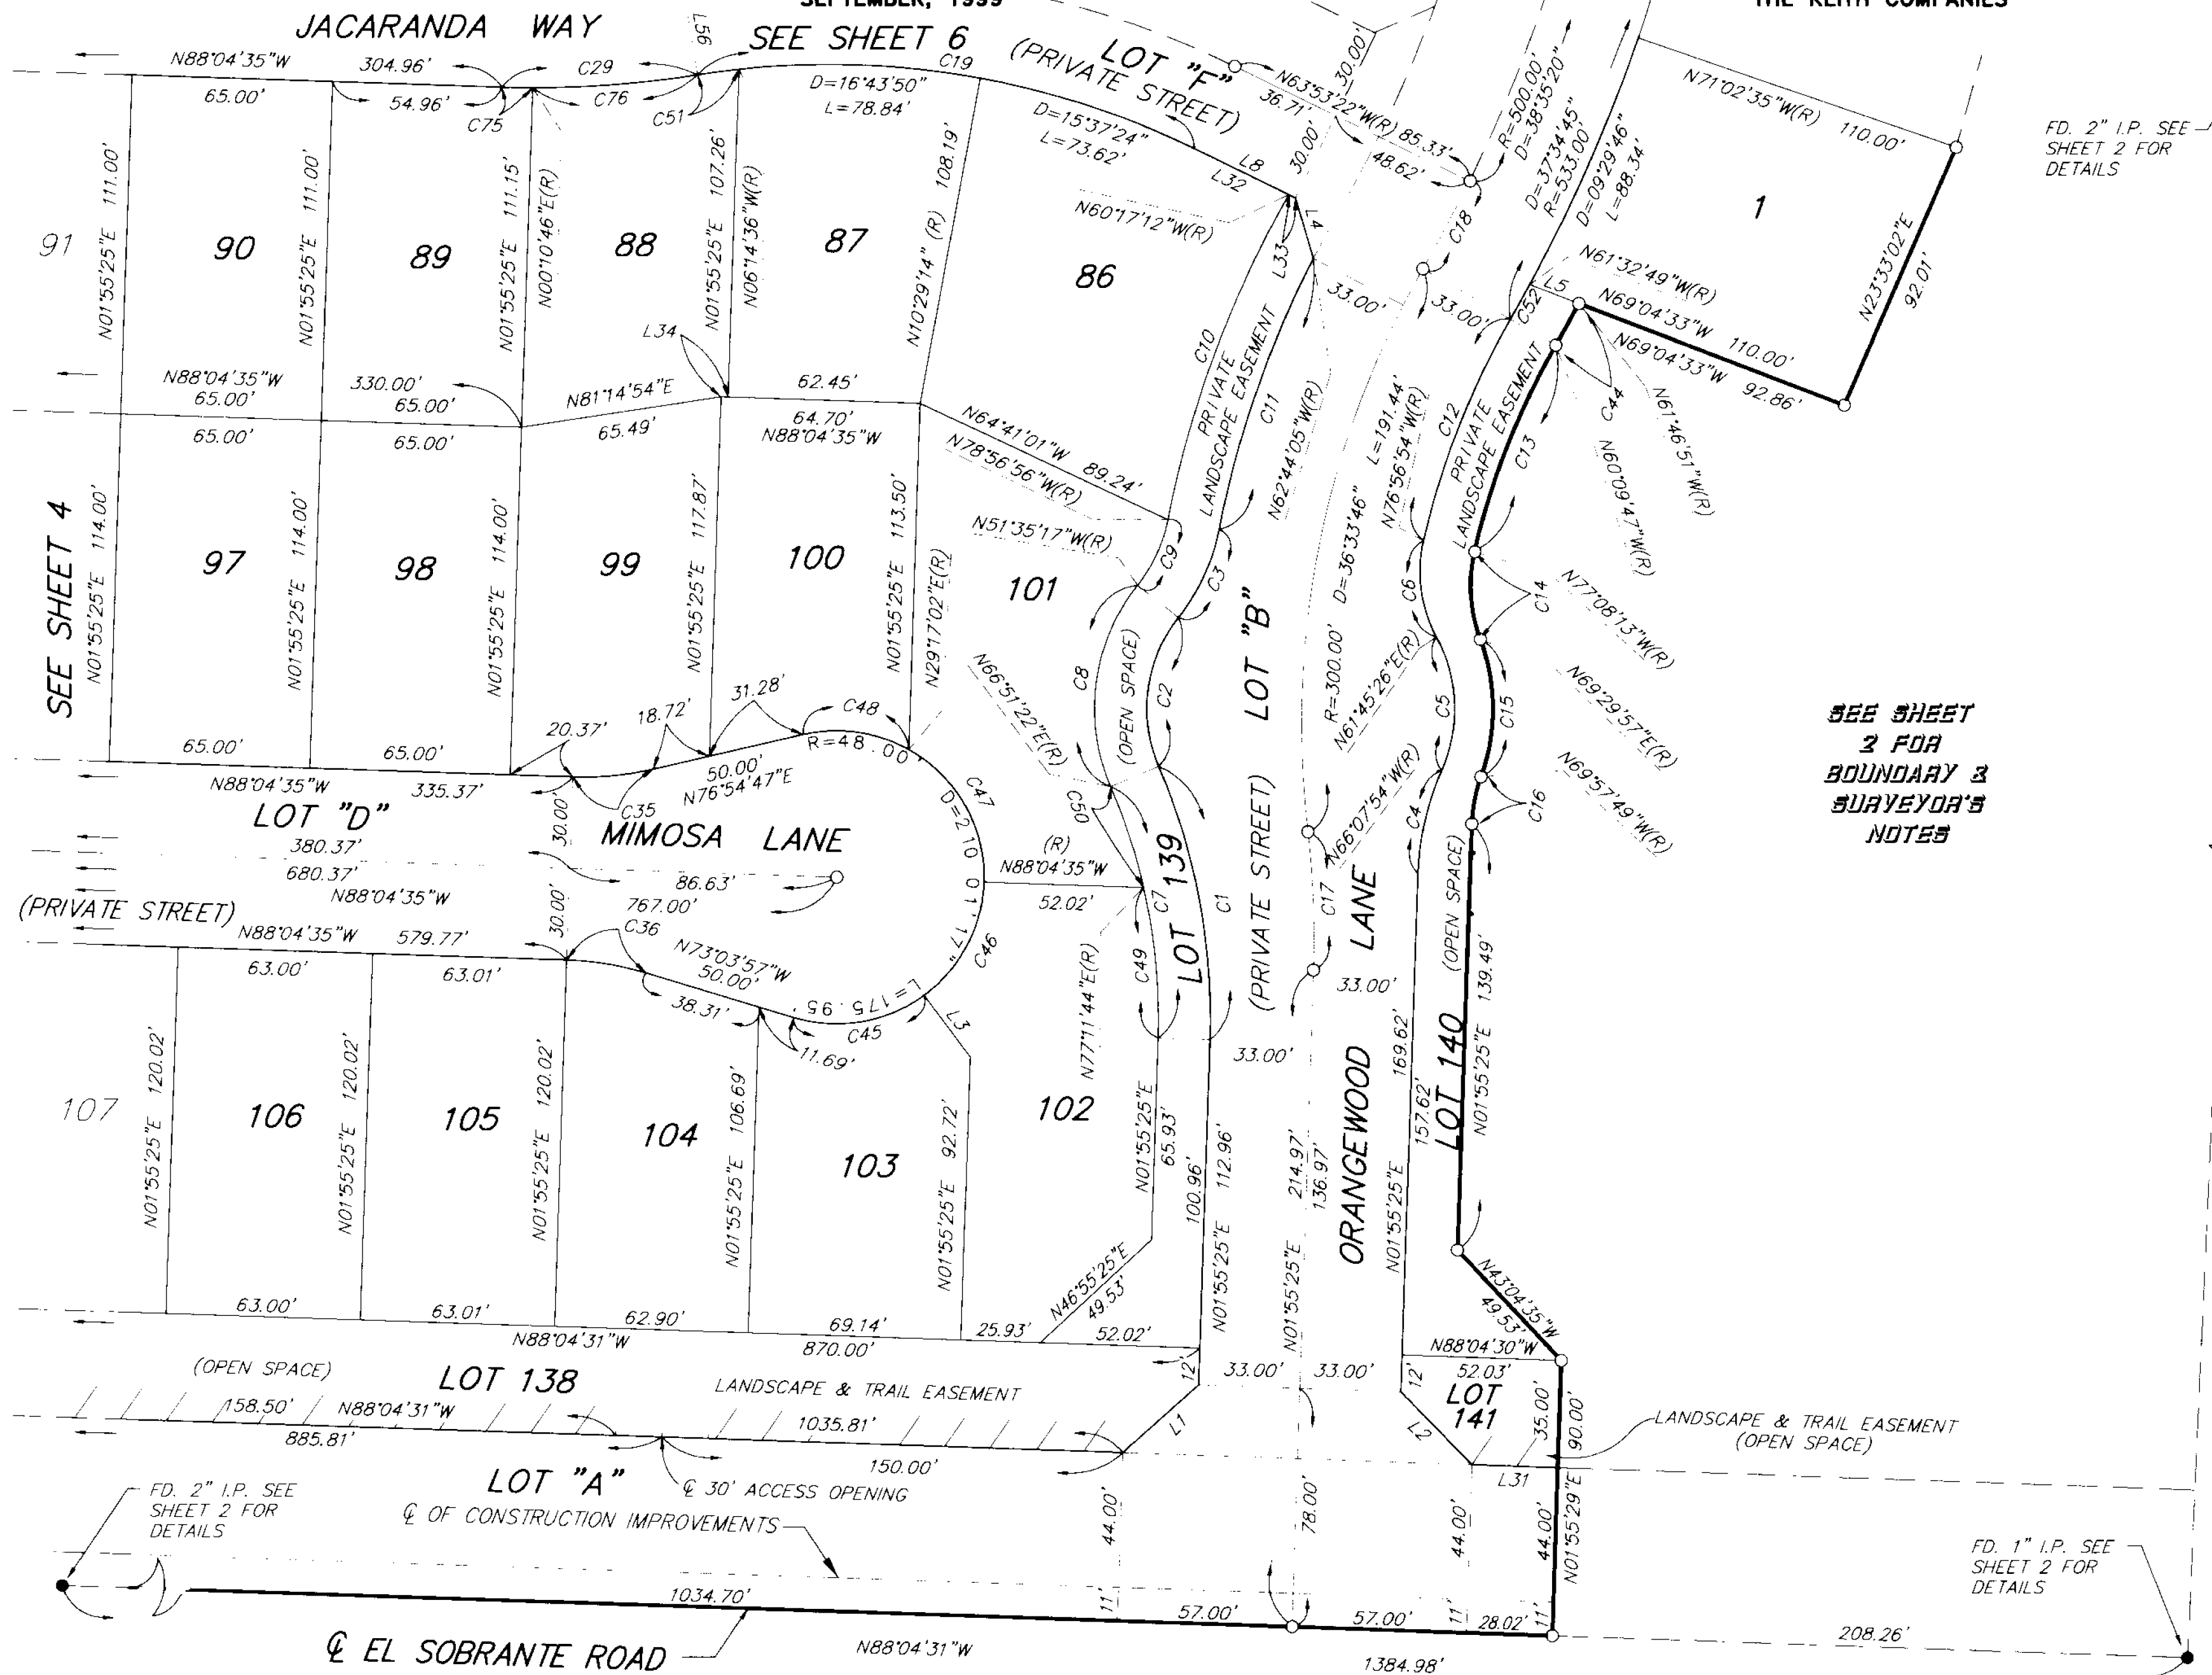 SEPTEMBER, 1999
THE KEITH COMPANIES
JACARANDA WAY
SEE SHEET 6
LOT "F"
(PRIVATE STREET)
L56
N88°04'35"W
304.96'
C29
C19
65.00'
54.96'
C75
C76
C51
D=16°43'50"
L=78.84'
D=15°37'24"
L=73.62'
L8
L32
N63°53'22"W(R) 85.33'
36.71'
48.62'
30.00'
30.00'
R=500.00'
D=38°35'20"
D=37°34'45"
R=533.00'
D=09°29'46"
L=88.34'
N71°02'35"W(R) 110.00'
FD. 2" I.P. SEE
SHEET 2 FOR
DETAILS
91
N01°55'25"E 111.00'
90
N01°55'25"E 111.00'
89
N01°55'25"E 111.15'
N00°10'46"E(R)
88
N01°55'25"E 107.26'
N06°14'36"W(R)
87
N10°29'14" (R) 108.19'
86
N60°17'12"W(R)
L33
L4
C18
1
N61°32'49"W(R)
L5
C52
N69°04'33"W 110.00'
N69°04'33"W 92.86'
N23°33'02"E
92.01'
33.00'
33.00'
L34
C10
PRIVATE
LANDSCAPE EASEMENT
C11
N62°44'05"W(R)
L=191.44'
N76°56'54"W(R)
C12
PRIVATE
LANDSCAPE EASEMENT
C13
C44
N61°46'51"W(R)
N60°09'47"W(R)
N88°04'35"W
65.00'
330.00'
65.00'
N81°14'54"E
65.49'
62.45'
64.70'
N88°04'35"W
N64°41'01"W 89.24'
N78°56'56"W(R)
N51°35'17"W(R)
65.00'
65.00'
SEE SHEET 4
N01°55'25"E 114.00'
97
N01°55'25"E 114.00'
98
N01°55'25"E 114.00'
99
N01°55'25"E 117.87'
100
N01°55'25"E 113.50'
N29°17'02"E(R)
101
C9
C3
LOT "B"
R=300.00' D=36°33'46"
C6
C14
N77°08'13"W(R)
C8
(OPEN SPACE)
C2
N66°51'22"E(R)
N61°45'26"E(R)
C5
C15
N69°29'57"E(R)
C4
N66°07'54"W(R)
C16
N69°57'49"W(R)
SEE SHEET
2 FOR
BOUNDARY &
SURVEYOR'S
NOTES
65.00'
65.00'
20.37'
18.72'
31.28'
C48
R=48.00'
50.00'
N76°54'47"E
C35
C47
D=210°01'17"
N88°04'35"W
335.37'
LOT "D"
MIMOSA LANE
30.00'
380.37'
680.37'
N88°04'35"W
86.63'
767.00'
(R)
N88°04'35"W
52.02'
C50
C7
LOT 139
C1
(PRIVATE STREET)
C17
ORANGEWOOD LANE
(PRIVATE STREET)
N88°04'35"W
579.77'
30.00'
C36
N73°03'57"W
50.00'
38.31'
11.69'
L=175.95'
C46
C45
L3
N77°11'44"E(R)
C49
33.00'
33.00'
(OPEN SPACE)
LOT 140
N01°55'25"E 139.49'
63.00'
63.01'
107
N01°55'25"E 120.02'
106
N01°55'25"E 120.02'
105
N01°55'25"E 120.02'
104
N01°55'25"E 106.69'
103
N01°55'25"E 92.72'
102
N01°55'25"E
65.93'
100.96'
N01°55'25"E 112.96'
N01°55'25"E
214.97'
136.97'
N01°55'25"E
169.62'
157.62'
N46°55'25"E
49.53'
N43°04'35"W
49.53'
63.00'
63.01'
62.90'
69.14'
25.93'
52.02'
N88°04'31"W
870.00'
12'
33.00'
33.00'
12'
N88°04'30"W
52.03'
LOT
141
35.00'
90.00'
(OPEN SPACE)
LOT 138
LANDSCAPE & TRAIL EASEMENT
158.50'
N88°04'31"W
1035.81'
885.81'
150.00'
L1
L2
L31
LANDSCAPE & TRAIL EASEMENT
(OPEN SPACE)
FD. 2" I.P. SEE
SHEET 2 FOR
DETAILS
LOT "A"
℄ 30' ACCESS OPENING
℄ OF CONSTRUCTION IMPROVEMENTS
44.00'
78.00'
44.00'
44.00'
N01°55'29"E
FD. 1" I.P. SEE
SHEET 2 FOR
DETAILS
1034.70'
11'
57.00'
57.00'
11'
28.02'
11'
208.26'
℄ EL SOBRANTE ROAD
N88°04'31"W
1384.98'